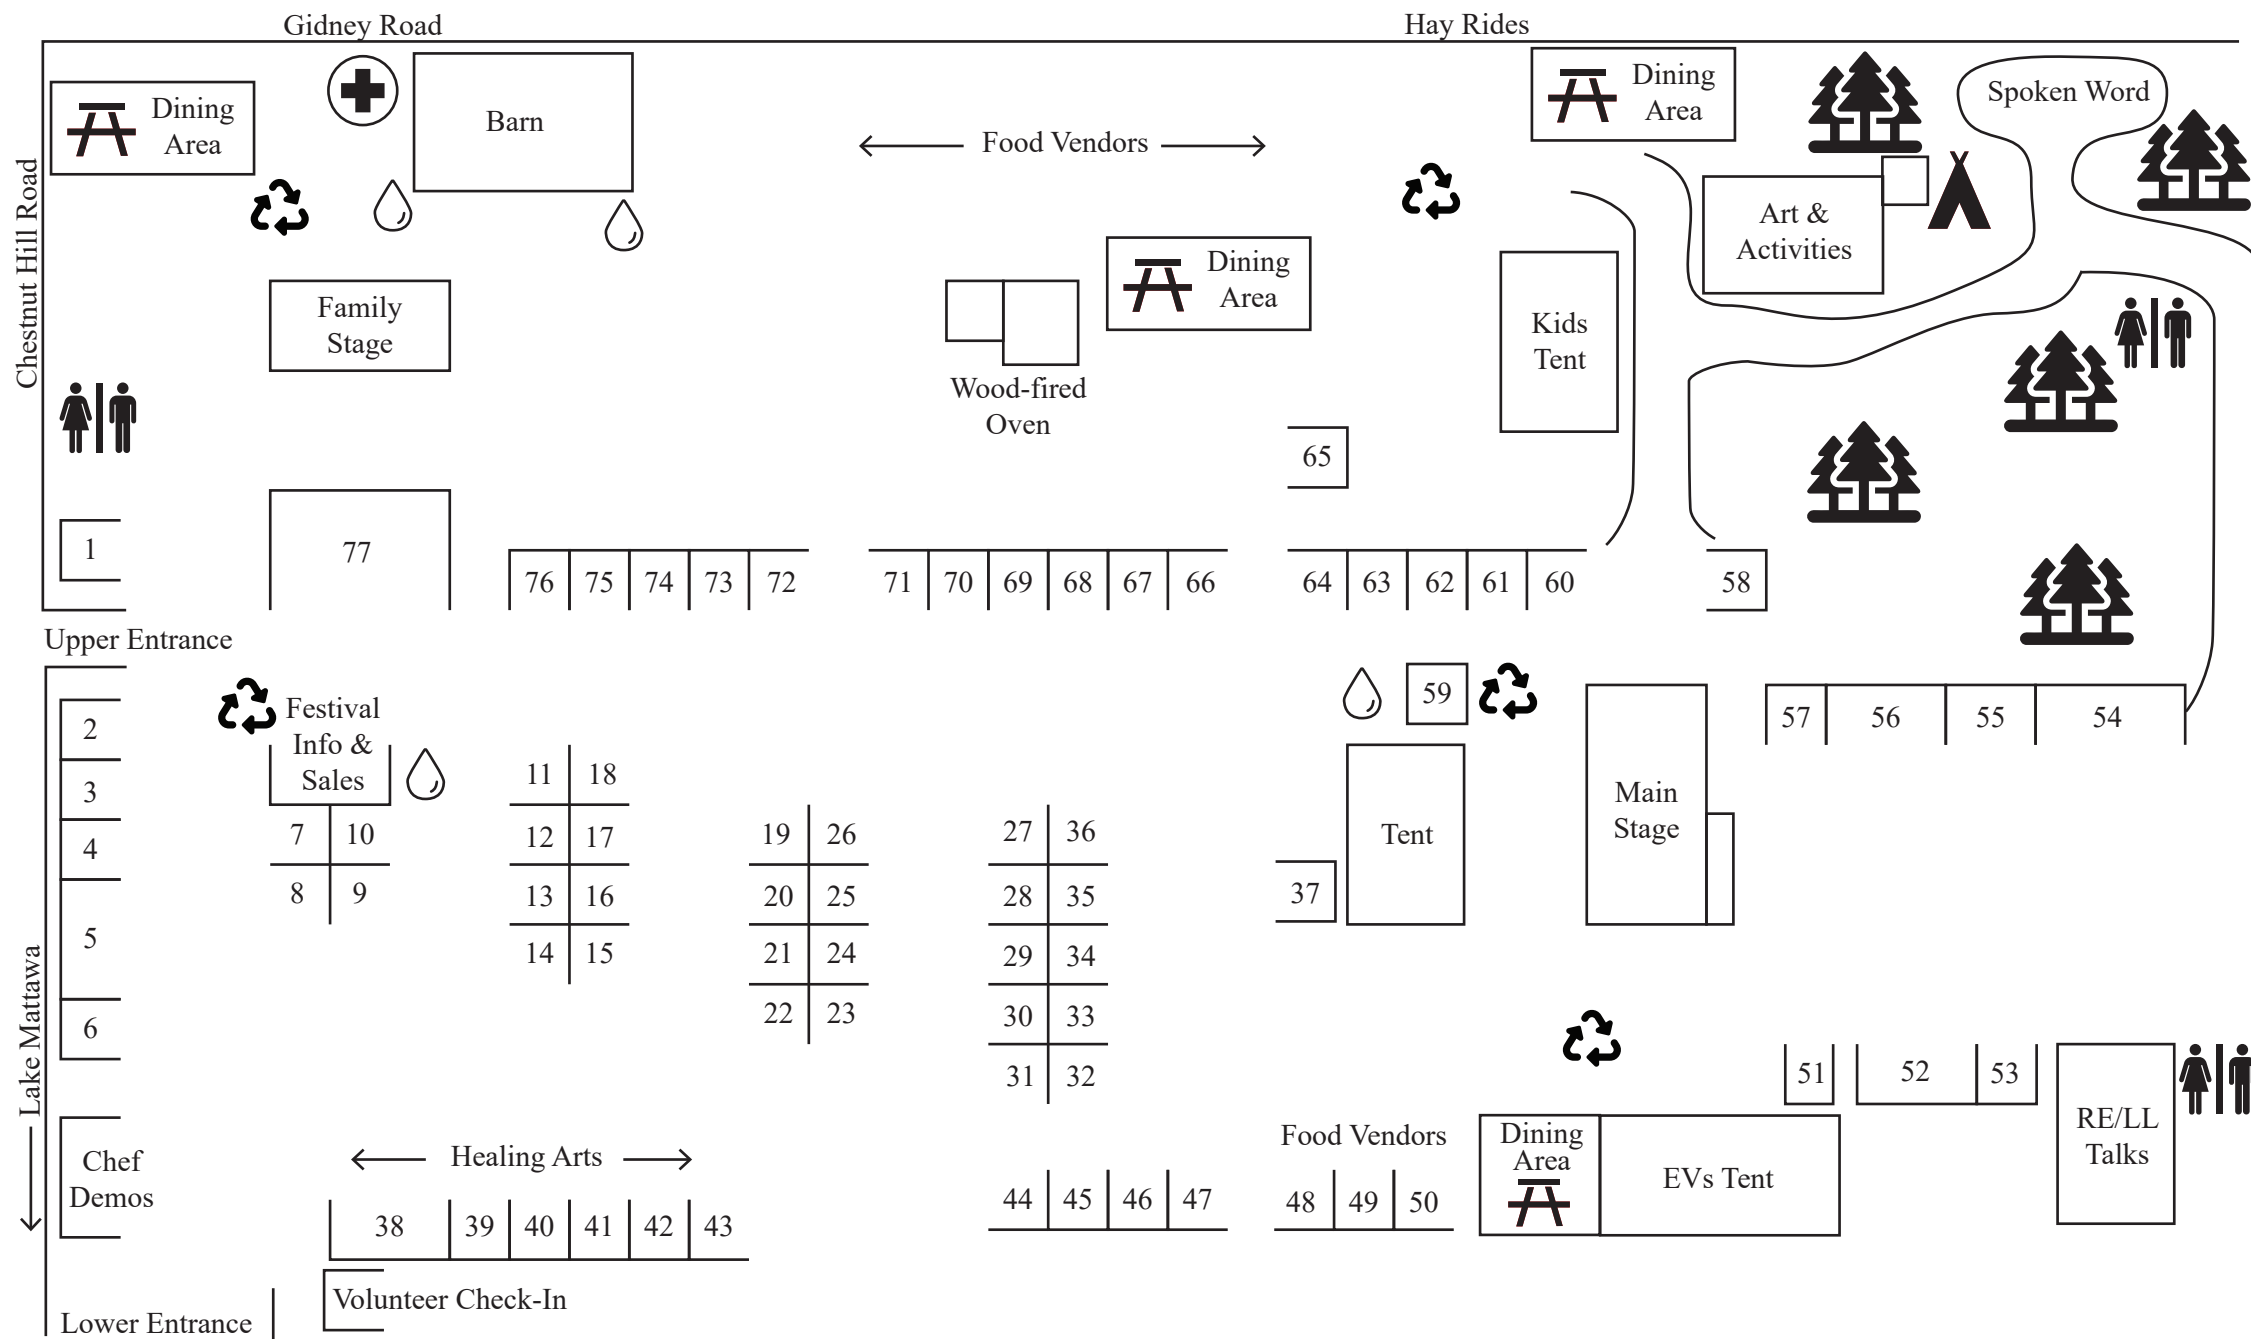 Gidney Road
Hay Rides
Dining
Area
Barn
Food Vendors
Dining
Area
Spoken Word
Chestnut Hill Road
Art &
Activities
Family
Stage
Dining
Area
Kids
Tent
Wood-fired
Oven
65
1
77
76 75 74 73 72
71 70 69 68 67 66
64 63 62 61 60
58
Upper Entrance
2
3
4
5
6
Festival
Info &
Sales
7 10
8 9
11 18
12 17
13 16
14 15
19 26
20 25
21 24
22 23
27 36
28 35
29 34
30 33
31 32
59
37
Tent
Main
Stage
57 56 55 54
Lake Mattawa
51 52 53
RE/LL
Talks
Chef
Demos
Healing Arts
38 39 40 41 42 43
44 45 46 47
Food Vendors
48 49 50
Dining
Area
EVs Tent
Volunteer Check-In
Lower Entrance